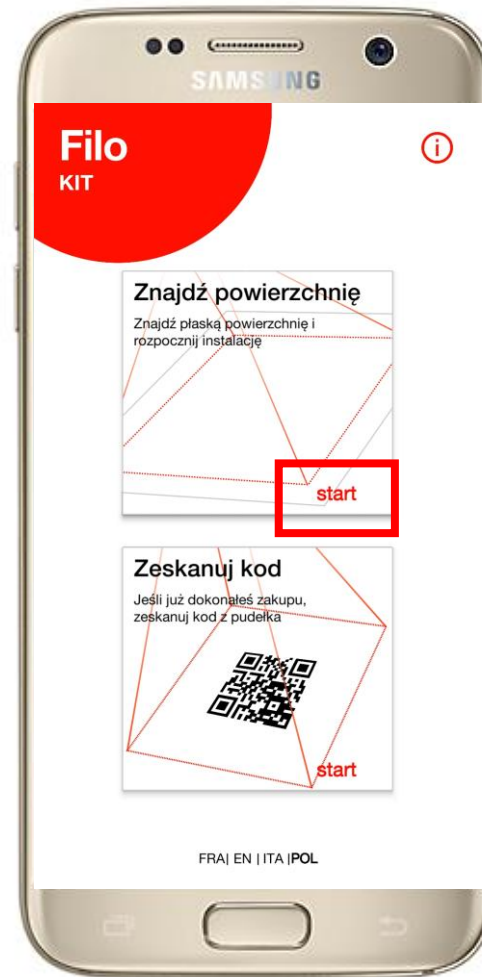 SAMSUNG
Filo
KIT
Znajdź powierzchnię
Znajdź płaską powierzchnię i
rozpocznij instalację
start
Zeskanuj kod
Jeśli już dokonałeś zakupu,
zeskanuj kod z pudełka
start
FRA| EN | ITA |POL